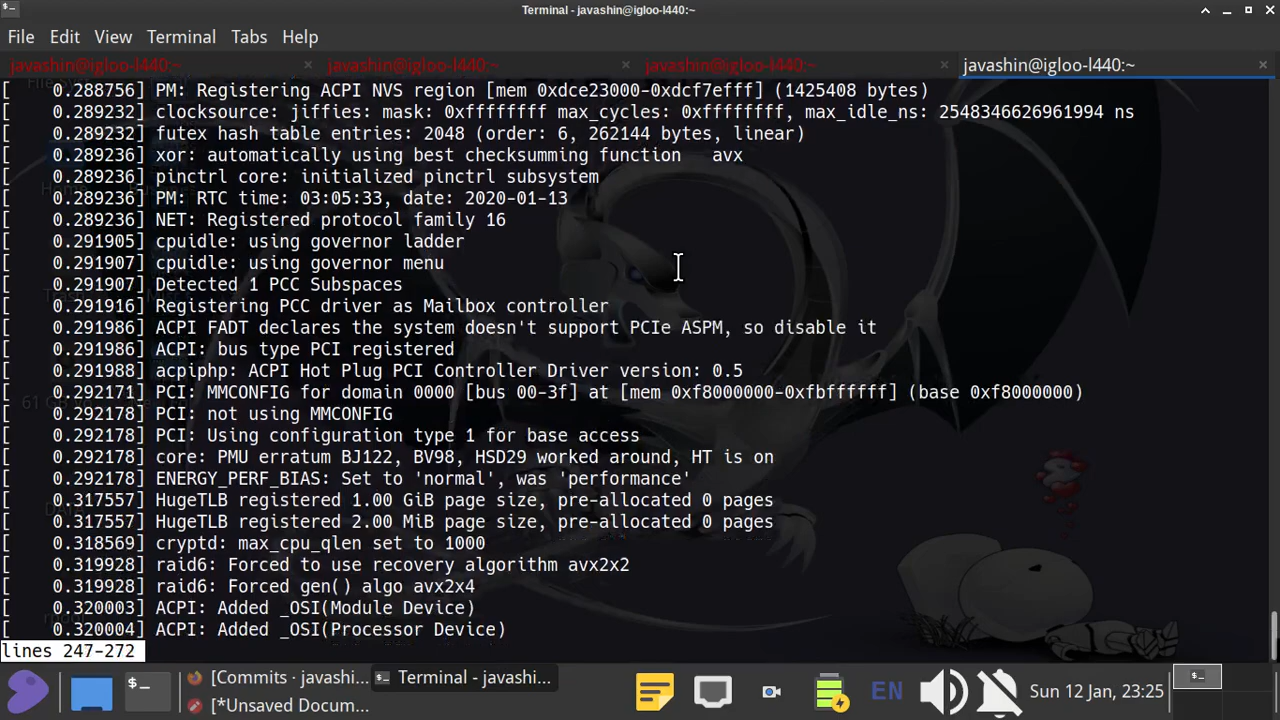 Terminal - javashin@igloo-l440:~
File Edit View Terminal Tabs Help
javashin@igloo-l440:~ × javashin@igloo-l440:~ × javashin@igloo-l440:~ × javashin@igloo-l440:~ ×
[    0.288756] PM: Registering ACPI NVS region [mem 0xdce23000-0xdcf7efff] (1425408 bytes)
[    0.289232] clocksource: jiffies: mask: 0xffffffff max_cycles: 0xffffffff, max_idle_ns: 2548346626961994 ns
[    0.289232] futex hash table entries: 2048 (order: 6, 262144 bytes, linear)
[    0.289236] xor: automatically using best checksumming function   avx
[    0.289236] pinctrl core: initialized pinctrl subsystem
[    0.289236] PM: RTC time: 03:05:33, date: 2020-01-13
[    0.289236] NET: Registered protocol family 16
[    0.291905] cpuidle: using governor ladder
[    0.291907] cpuidle: using governor menu
[    0.291907] Detected 1 PCC Subspaces
[    0.291916] Registering PCC driver as Mailbox controller
[    0.291986] ACPI FADT declares the system doesn't support PCIe ASPM, so disable it
[    0.291986] ACPI: bus type PCI registered
[    0.291988] acpiphp: ACPI Hot Plug PCI Controller Driver version: 0.5
[    0.292171] PCI: MMCONFIG for domain 0000 [bus 00-3f] at [mem 0xf8000000-0xfbffffff] (base 0xf8000000)
[    0.292178] PCI: not using MMCONFIG
[    0.292178] PCI: Using configuration type 1 for base access
[    0.292178] core: PMU erratum BJ122, BV98, HSD29 worked around, HT is on
[    0.292178] ENERGY_PERF_BIAS: Set to 'normal', was 'performance'
[    0.317557] HugeTLB registered 1.00 GiB page size, pre-allocated 0 pages
[    0.317557] HugeTLB registered 2.00 MiB page size, pre-allocated 0 pages
[    0.318569] cryptd: max_cpu_qlen set to 1000
[    0.319928] raid6: Forced to use recovery algorithm avx2x2
[    0.319928] raid6: Forced gen() algo avx2x4
[    0.320003] ACPI: Added _OSI(Module Device)
[    0.320004] ACPI: Added _OSI(Processor Device)
lines 247-272
[Commits · javashi... Terminal - javashi...
[*Unsaved Docum...
EN Sun 12 Jan, 23:25